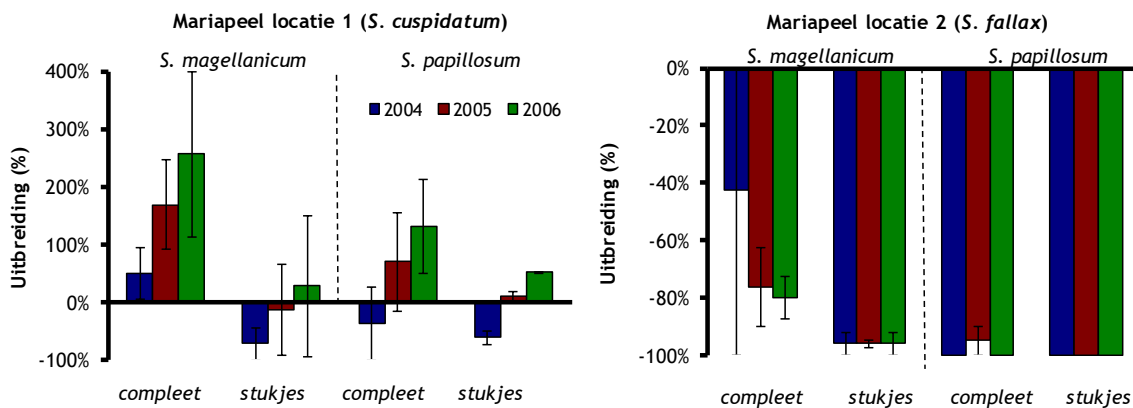 Mariapeel locatie 1 (S. cuspidatum)
S. magellanicum S. papillosum
400%
300%
200%
100%
0%
-100%
Uitbreiding (%)
2004 2005 2006
compleet stukjes compleet stukjes
Mariapeel locatie 2 (S. fallax)
S. magellanicum S. papillosum
0%
-20%
-40%
-60%
-80%
-100%
Uitbreiding (%)
compleet stukjes compleet stukjes